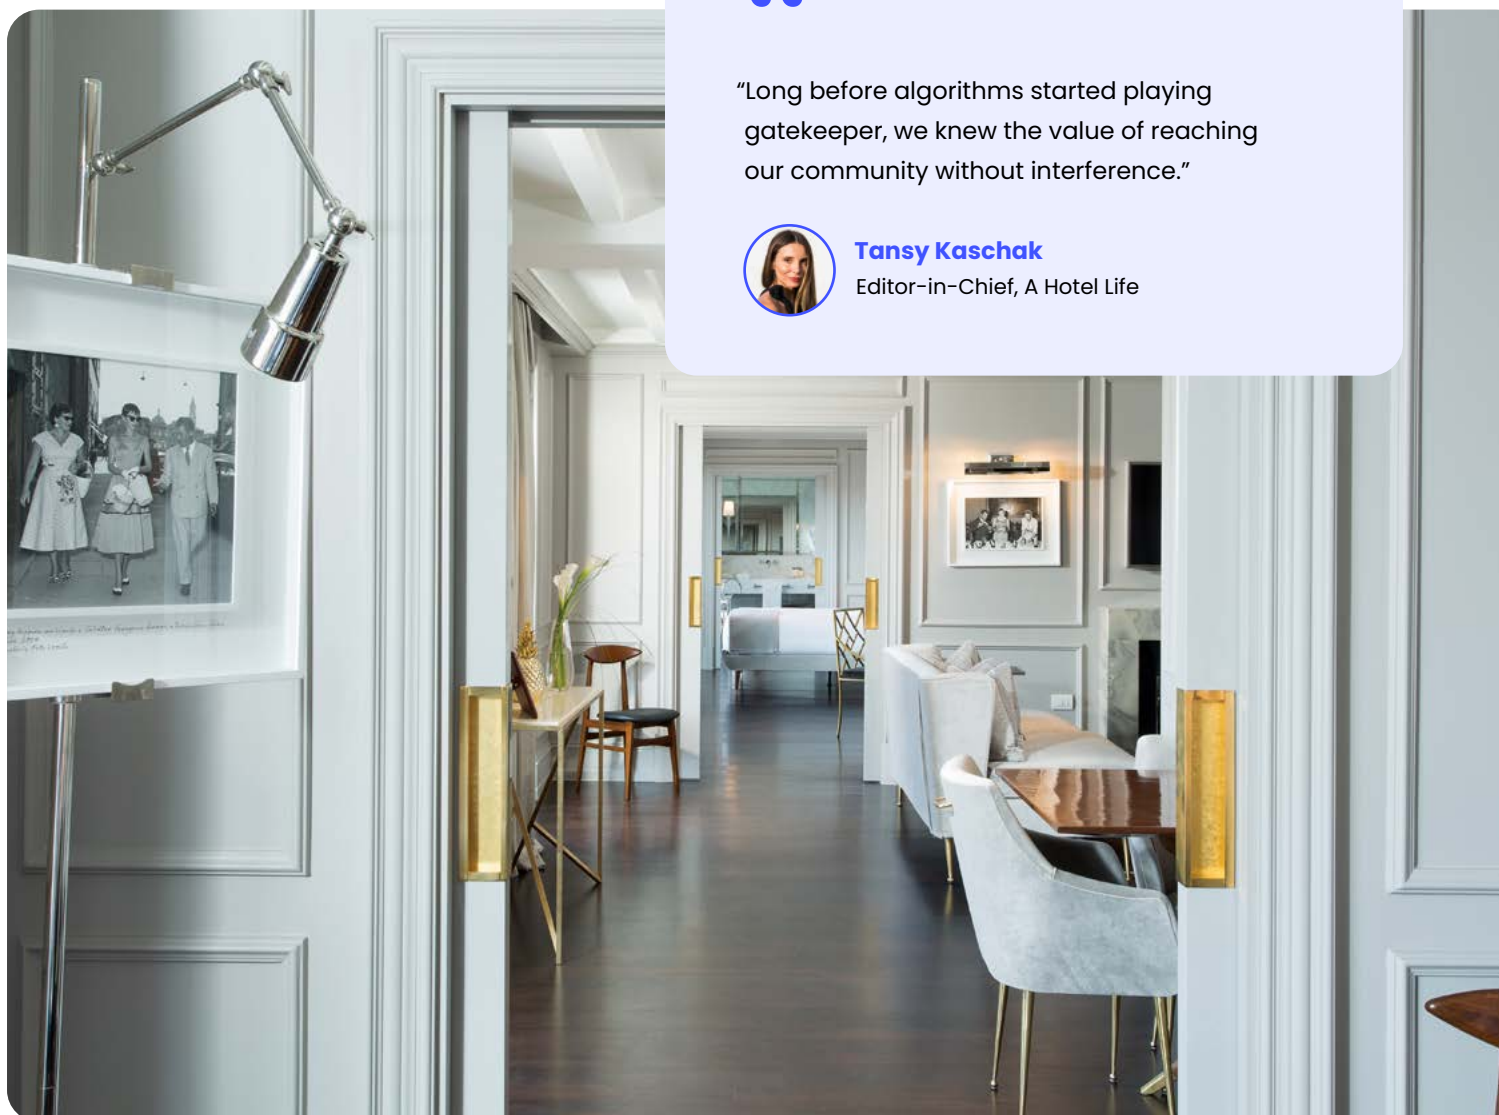 “Long before algorithms started playing
gatekeeper, we knew the value of reaching
our community without interference.”
Tansy Kaschak
Editor-in-Chief, A Hotel Life